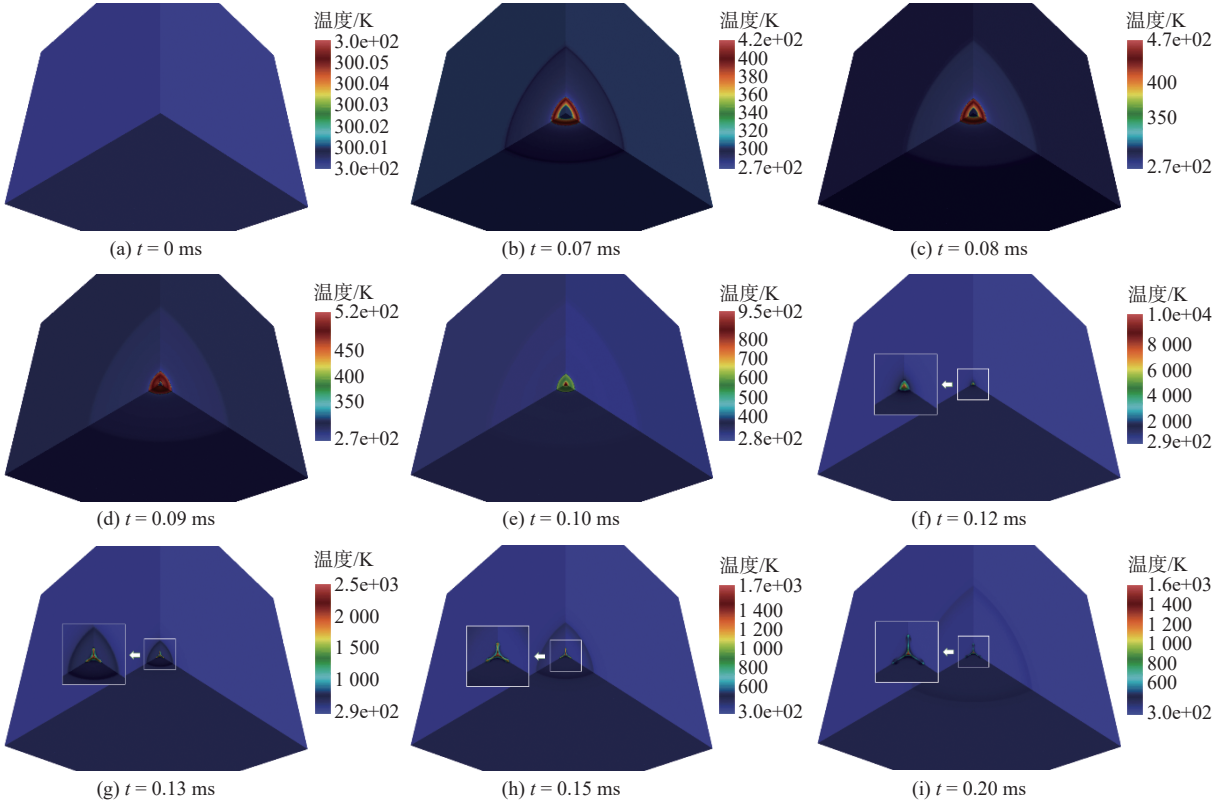 温度/K
3.0e+02
300.05
300.04
300.03
300.02
300.01
3.0e+02
(a) t = 0 ms
温度/K
4.2e+02
400
380
360
340
320
300
2.7e+02
(b) t = 0.07 ms
温度/K
4.7e+02
400
350
2.7e+02
(c) t = 0.08 ms
温度/K
5.2e+02
450
400
350
2.7e+02
(d) t = 0.09 ms
温度/K
9.5e+02
800
700
600
500
400
2.8e+02
(e) t = 0.10 ms
温度/K
1.0e+04
8 000
6 000
4 000
2 000
2.9e+02
(f) t = 0.12 ms
温度/K
2.5e+03
2 000
1 500
1 000
2.9e+02
(g) t = 0.13 ms
温度/K
1.7e+03
1 400
1 200
1 000
800
600
3.0e+02
(h) t = 0.15 ms
温度/K
1.6e+03
1 400
1 200
1 000
800
600
3.0e+02
(i) t = 0.20 ms